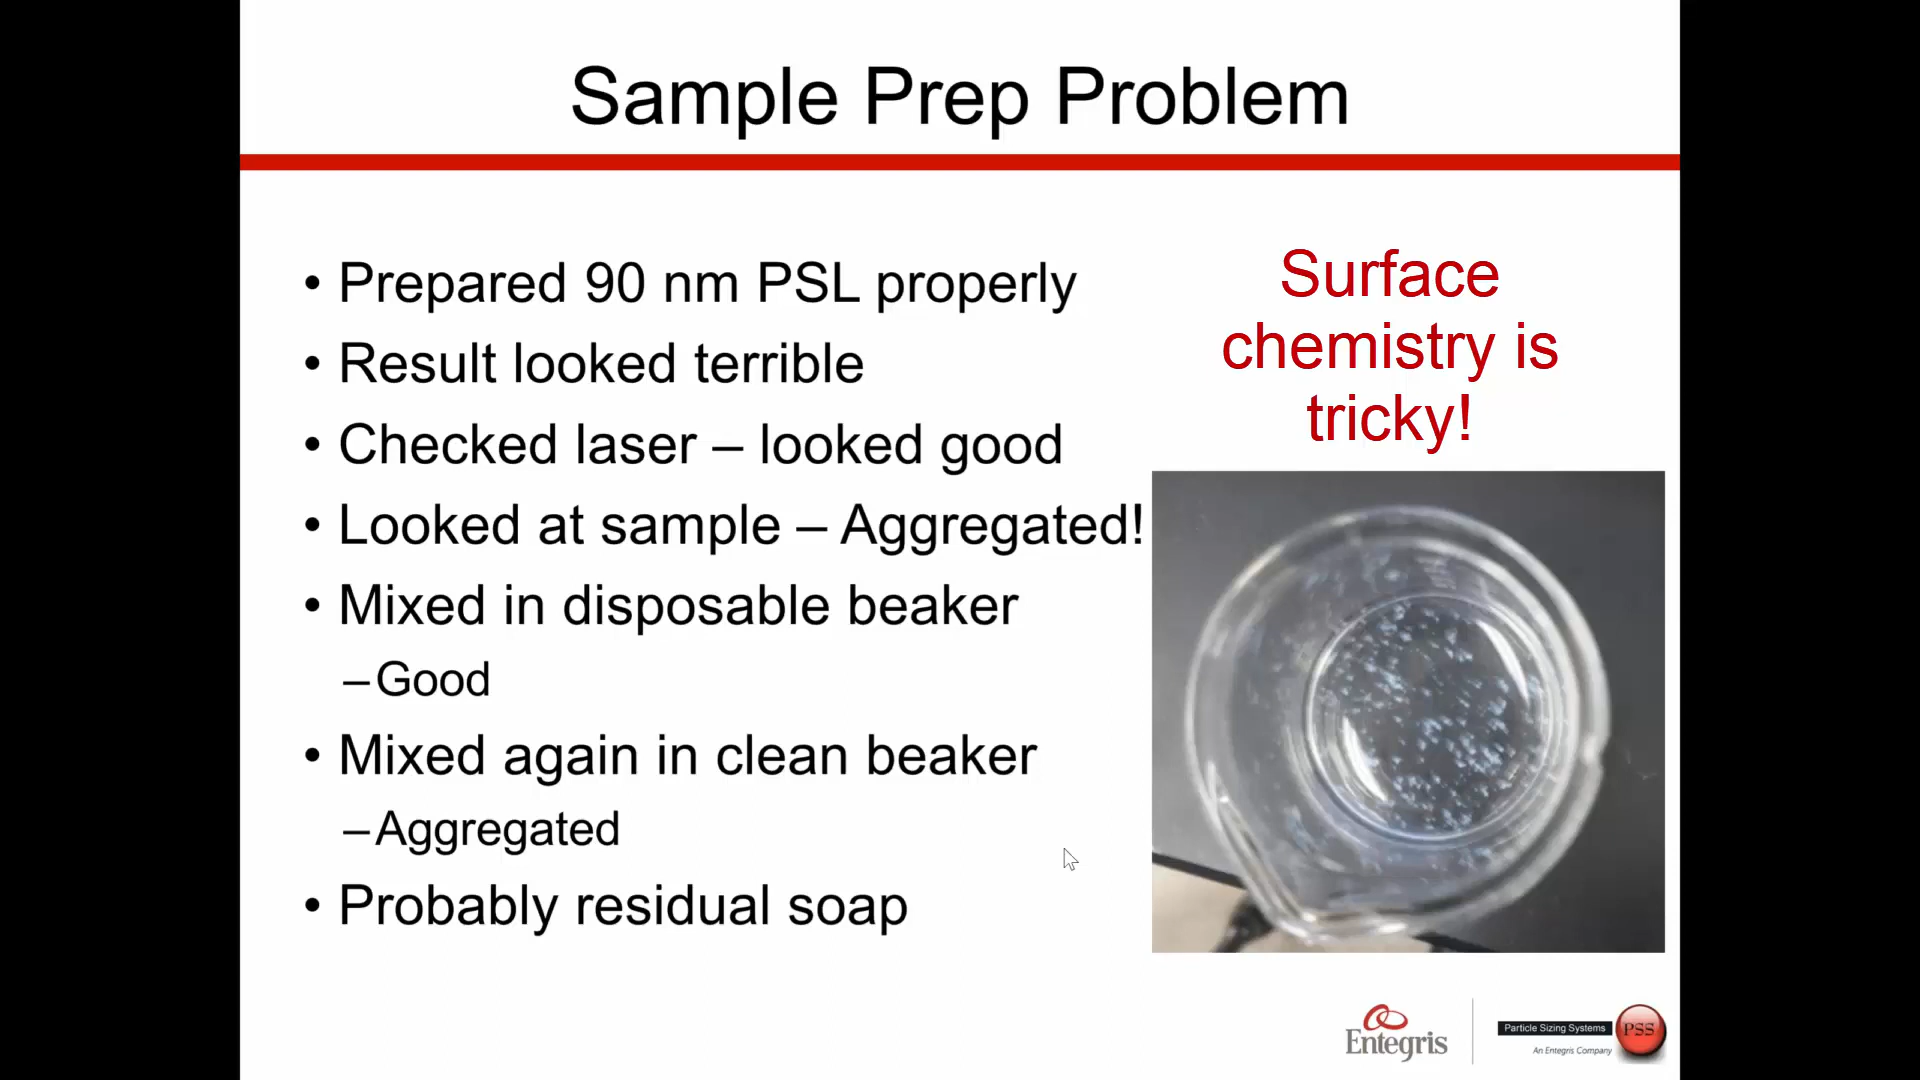 Sample Prep Problem
• Prepared 90 nm PSL properly
• Result looked terrible
• Checked laser – looked good
• Looked at sample – Aggregated!
• Mixed in disposable beaker
–Good
• Mixed again in clean beaker
–Aggregated
• Probably residual soap
Surface
chemistry is
tricky!
Entegris
Particle Sizing Systems
PSS
An Entegris Company